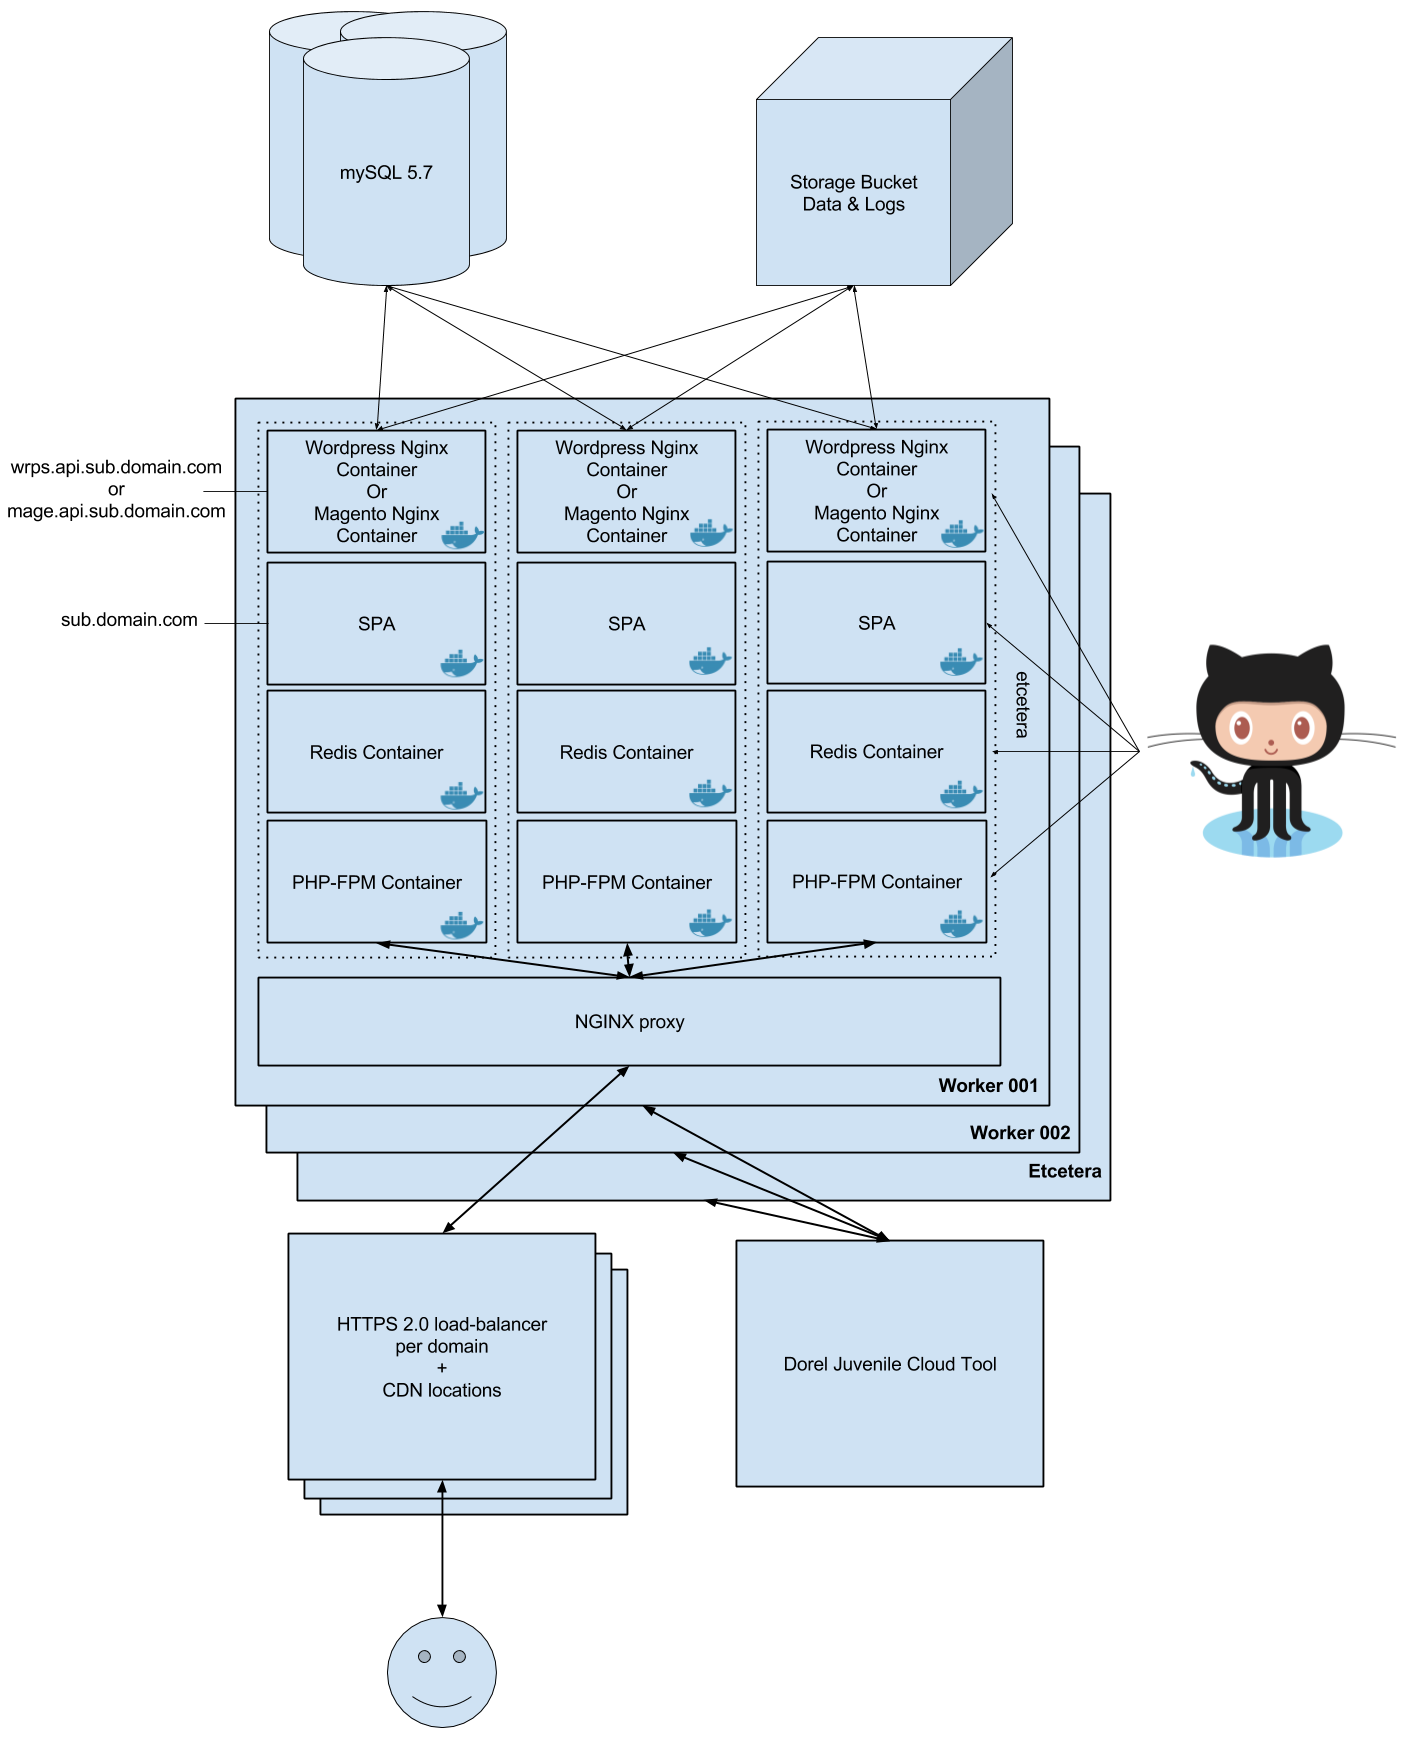 mySQL 5.7
Storage Bucket
Data & Logs
wrps.api.sub.domain.com
or
mage.api.sub.domain.com
sub.domain.com
Wordpress Nginx
Container
Or
Magento Nginx
Container
SPA
Redis Container
PHP-FPM Container
Wordpress Nginx
Container
Or
Magento Nginx
Container
SPA
Redis Container
PHP-FPM Container
Wordpress Nginx
Container
Or
Magento Nginx
Container
SPA
Redis Container
PHP-FPM Container
etcetera
NGINX proxy
Worker 001
Worker 002
Etcetera
HTTPS 2.0 load-balancer
per domain
+
CDN locations
Dorel Juvenile Cloud Tool